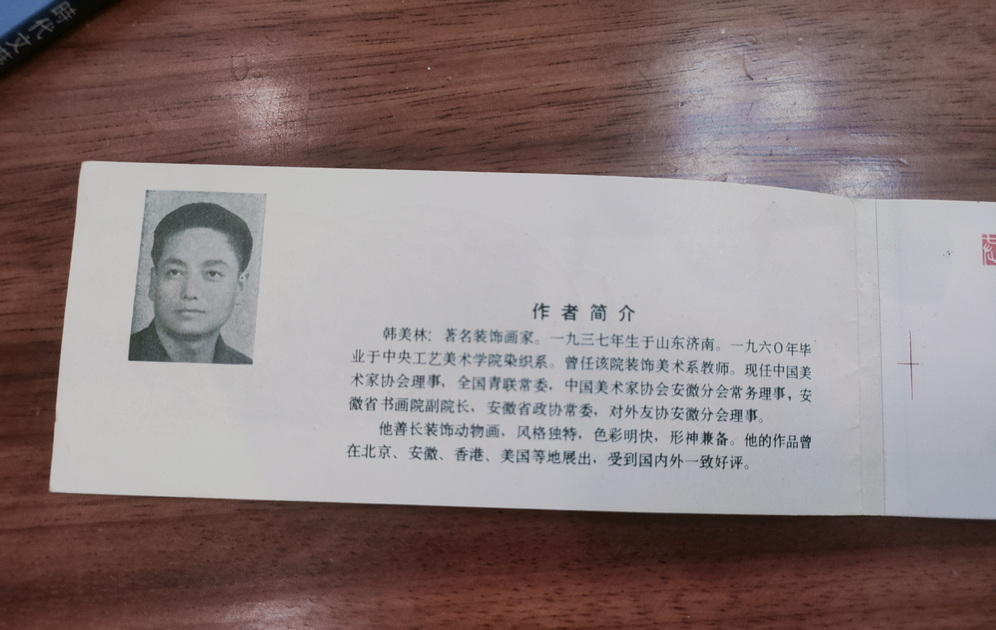 時代文
作者简介
韩美林：著名装饰画家。一九三七年生于山东济南。一九六〇年毕
业于中央工艺美术学院染织系。曾任该院装饰美术系教师。现任中国美
术家协会理事，全国青联常委，中国美术家协会安徽分会常务理事，安
徽省书画院副院长，安徽省政协常委，对外友协安徽分会理事。
他善长装饰动物画，风格独特，色彩明快，形神兼备。他的作品曾
在北京、安徽、香港、美国等地展出，受到国内外一致好评。